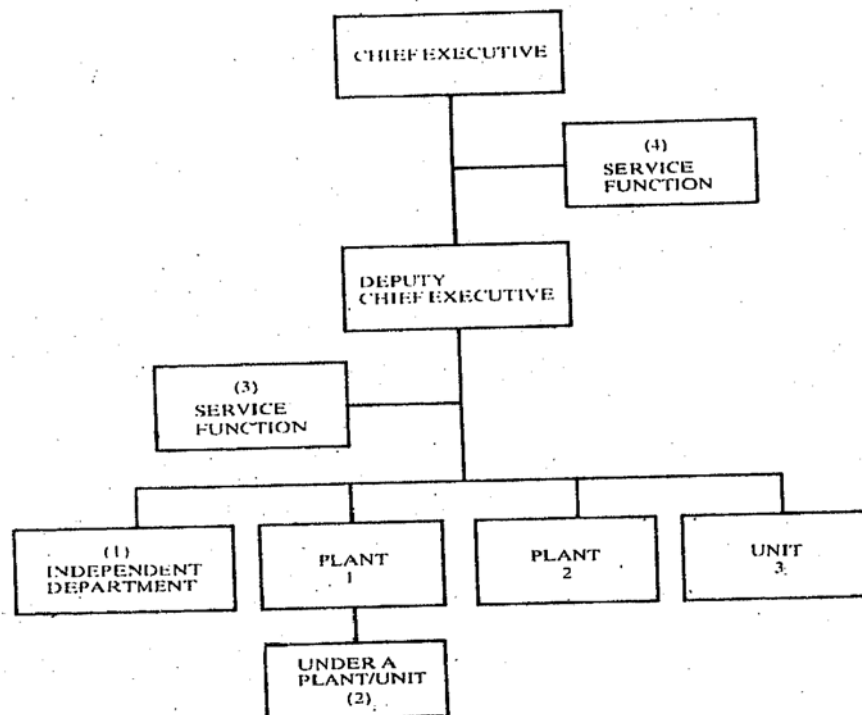 CHIEF EXECUTIVE
(4)
SERVICE
FUNCTION
DEPUTY
CHIEF EXECUTIVE
(3)
SERVICE
FUNCTION
(1)
INDEPENDENT
DEPARTMENT
PLANT
1
PLANT
2
UNIT
3
UNDER A
PLANT/UNIT
(2)